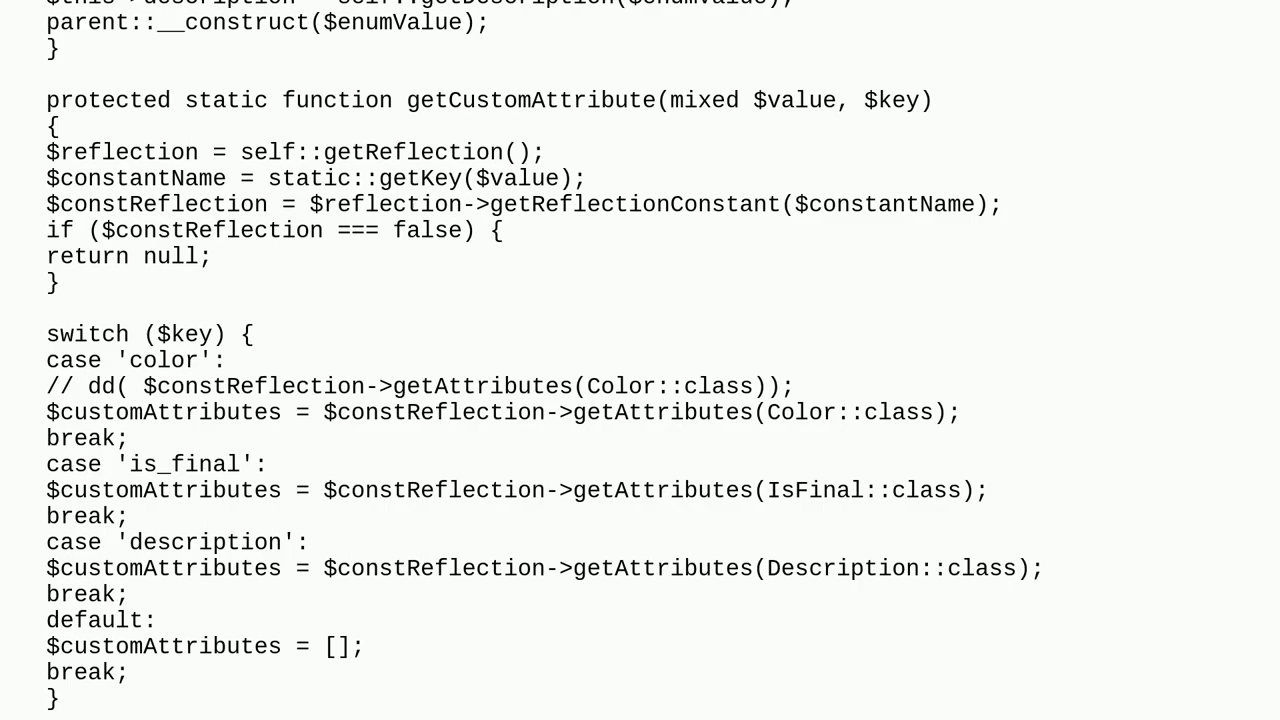 parent::__construct($enumValue);
}
protected static function getCustomAttribute(mixed $value, $key)
{
$reflection = self::getReflection();
$constantName = static::getKey($value);
$constReflection = $reflection->getReflectionConstant($constantName);
if ($constReflection === false) {
return null;
}
switch ($key) {
case 'color':
// dd( $constReflection->getAttributes(Color::class));
$customAttributes = $constReflection->getAttributes(Color::class);
break;
case 'is_final':
$customAttributes = $constReflection->getAttributes(IsFinal::class);
break;
case 'description':
$customAttributes = $constReflection->getAttributes(Description::class);
break;
default:
$customAttributes = [];
break;
}